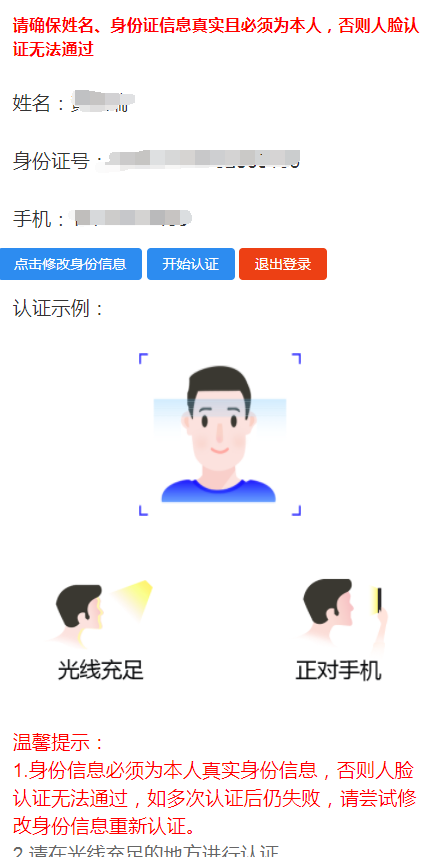 请确保姓名、身份证信息真实且必须为本人，否则人脸认
证无法通过
姓名：
身份证号：
手机：
点击修改身份信息 开始认证 退出登录
认证示例：
光线充足 正对手机
温馨提示：
1.身份信息必须为本人真实身份信息，否则人脸
认证无法通过，如多次认证后仍失败，请尝试修
改身份信息重新认证。
2.请在光线充足的地方进行认证